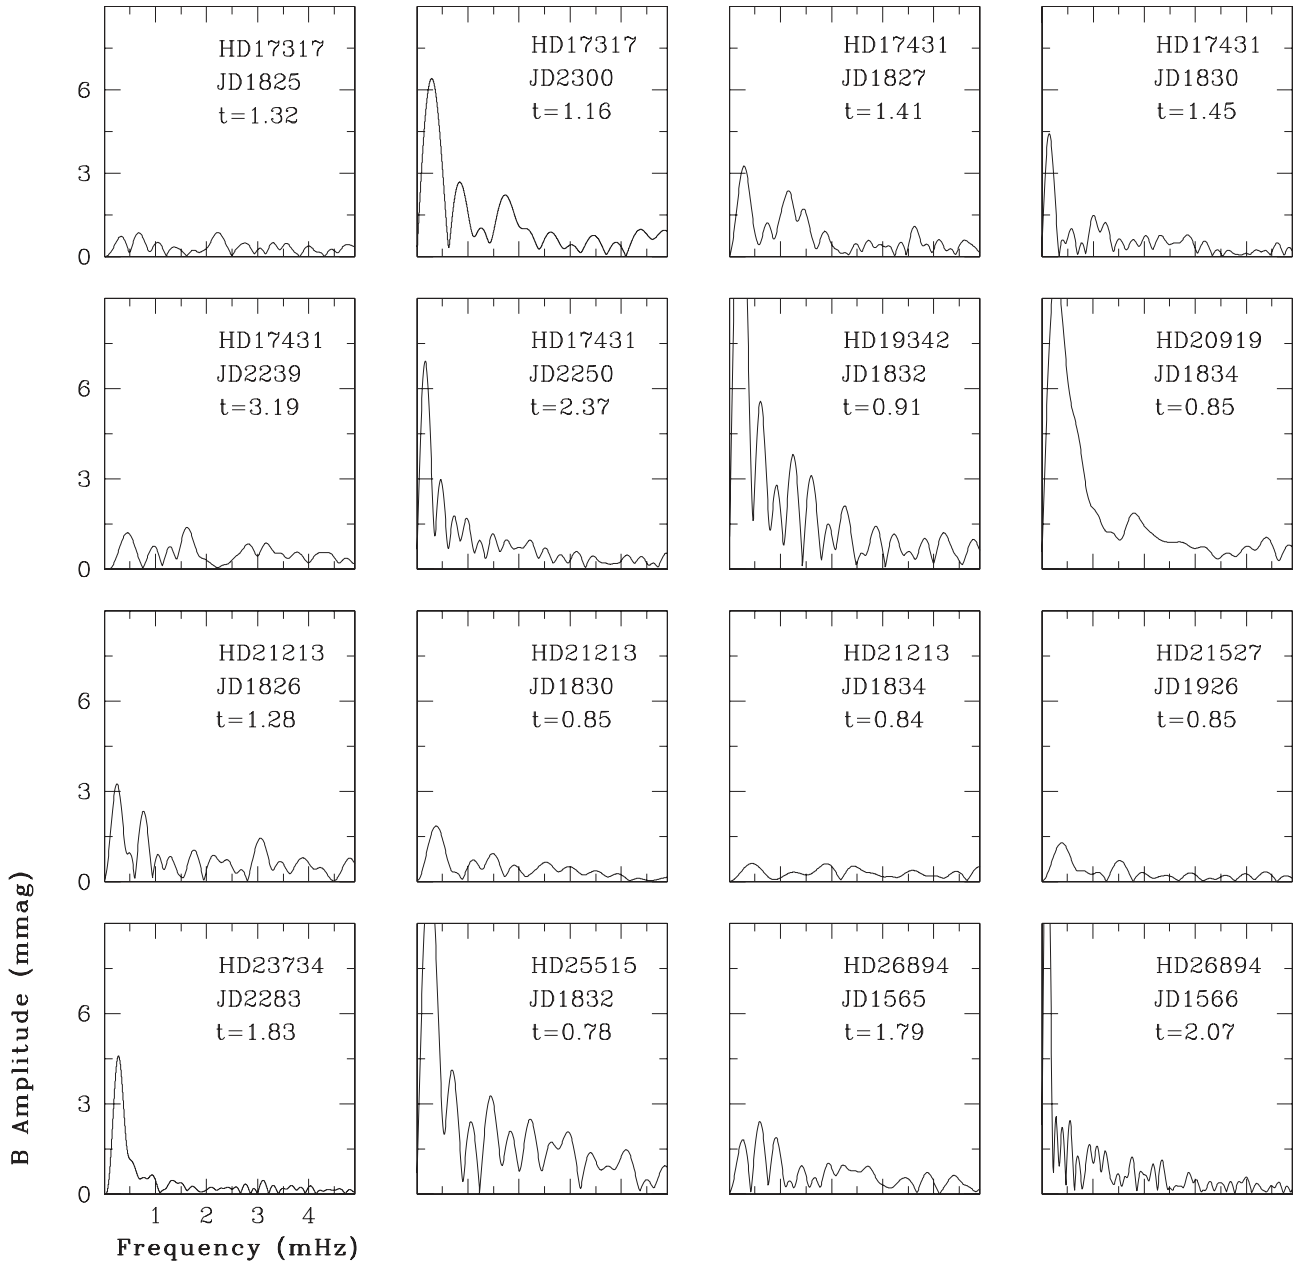 HD17317
JD1825
t=1.32
HD17317
JD2300
t=1.16
HD17431
JD1827
t=1.41
HD17431
JD1830
t=1.45
6
3
0
HD17431
JD2239
t=3.19
HD17431
JD2250
t=2.37
HD19342
JD1832
t=0.91
HD20919
JD1834
t=0.85
6
3
0
HD21213
JD1826
t=1.28
HD21213
JD1830
t=0.85
HD21213
JD1834
t=0.84
HD21527
JD1926
t=0.85
6
3
0
HD23734
JD2283
t=1.83
HD25515
JD1832
t=0.78
HD26894
JD1565
t=1.79
HD26894
JD1566
t=2.07
6
3
0
1 2 3 4
Frequency (mHz)
B Amplitude (mmag)